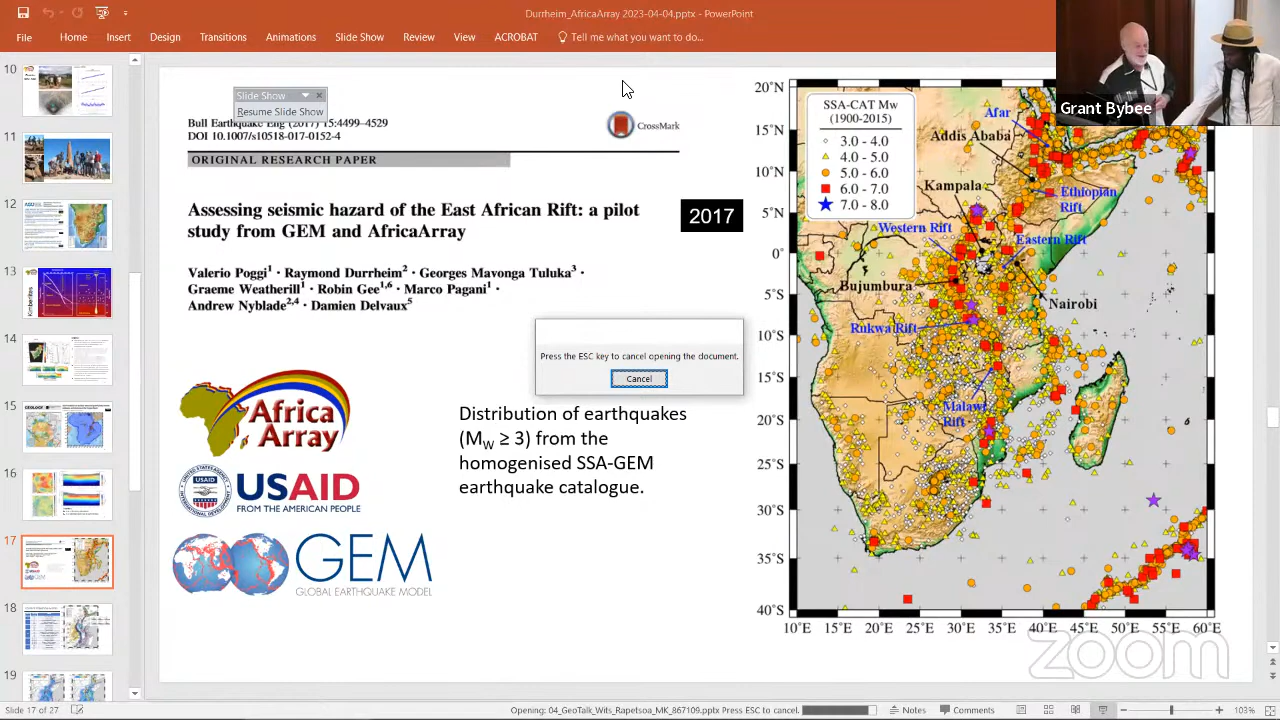 Durrheim_AfricaArray 2023-04-04.pptx - PowerPoint
File Home Insert Design Transitions Animations Slide Show Review View ACROBAT Tell me what you want to do...
Grant Bybee
Slide Show
Resume Slide Show
Bull Earthquake Eng (2017) 15:4499–4529
DOI 10.1007/s10518-017-0152-4
CrossMark
ORIGINAL RESEARCH PAPER
Assessing seismic hazard of the East African Rift: a pilot
study from GEM and AfricaArray
2017
Valerio Poggi1 · Raymond Durrheim2 · Georges Mavonga Tuluka3 ·
Graeme Weatherill1 · Robin Gee1,6 · Marco Pagani1 ·
Andrew Nyblade2,4 · Damien Delvaux5
Press the ESC key to cancel opening the document.
Cancel
Africa
Array
USAID
FROM THE AMERICAN PEOPLE
GEM
GLOBAL EARTHQUAKE MODEL
Distribution of earthquakes
(MW ≥ 3) from the
homogenised SSA-GEM
earthquake catalogue.
SSA-CAT Mw
(1900-2015)
3.0 - 4.0
4.0 - 5.0
5.0 - 6.0
6.0 - 7.0
7.0 - 8.0
Afar
Addis Ababa
Kampala
Ethiopian
Rift
Western Rift
Eastern Rift
Bujumbura
Nairobi
Rukwa Rift
Malawi
Rift
20˚N
15˚N
10˚N
5˚N
0˚
5˚S
10˚S
15˚S
20˚S
25˚S
30˚S
35˚S
40˚S
10˚E 15˚E 20˚E 25˚E 30˚E 35˚E 40˚E 45˚E 50˚E 55˚E 60˚E
zoom
10
11
12
13
14
15
16
17
18
19
Slide 17 of 27
Opening: 04_GeoTalk_Wits_Rapetsoa_MK_867109.pptx Press ESC to cancel.
Notes Comments 103%